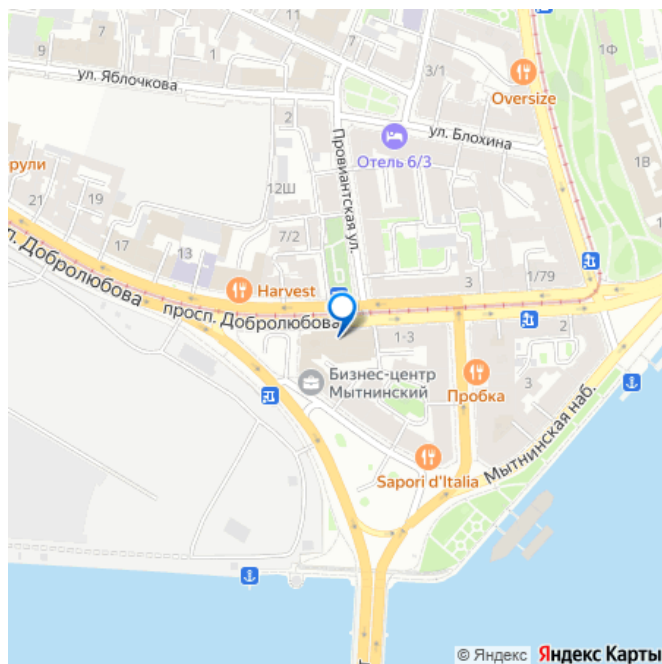 7
11
1Ф
9
3/1
ул. Яблочкова
Oversize
2
ул. Блохина
Провиантская ул.
Отель 6/3
рули
1В
19
12Ш
21
17
13
7/2
Harvest
1/79
3
п. Добролюбова
просп. Добролюбова
1-3
2
Бизнес-центр
Мытнинский
Пробка
3
Мытнинская наб.
Sapori d'Italia
© Яндекс Яндекс Карты